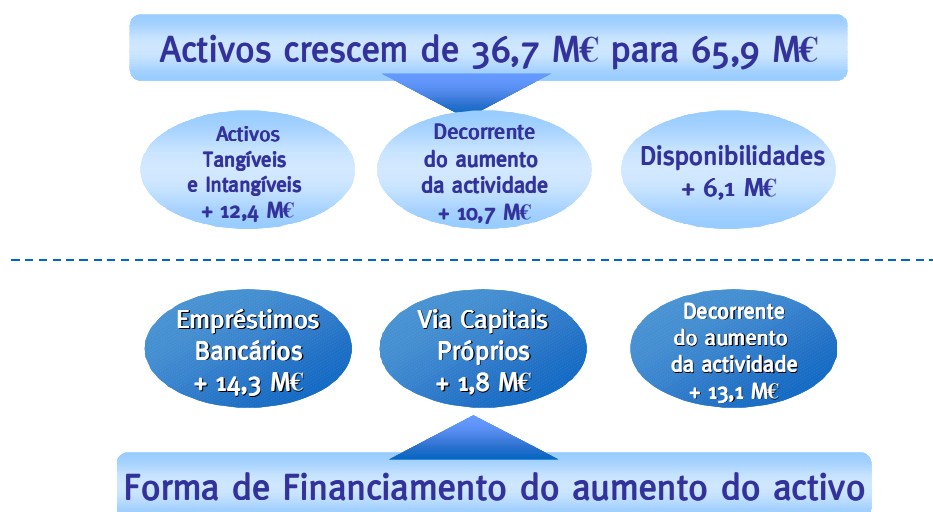 Activos crescem de 36,7 M€ para 65,9 M€
Activos
Tangíveis
e Intangíveis
+ 12,4 M€
Decorrente
do aumento
da actividade
+ 10,7 M€
Disponibilidades
+ 6,1 M€
Empréstimos
Bancários
+ 14,3 M€
Via Capitais
Próprios
+ 1,8 M€
Decorrente
do aumento
da actividade
+ 13,1 M€
Forma de Financiamento do aumento do activo